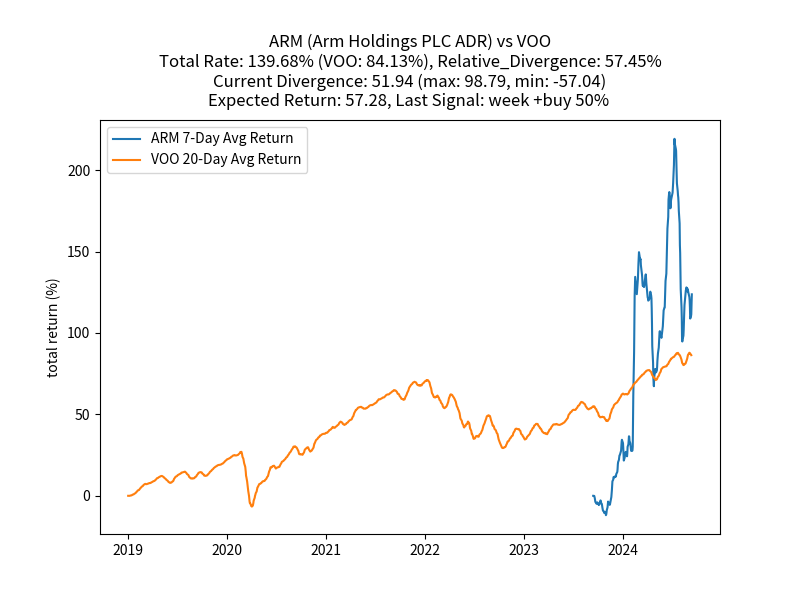 ARM (Arm Holdings PLC ADR) vs VOO
Total Rate: 139.68% (VOO: 84.13%), Relative_Divergence: 57.45%
Current Divergence: 51.94 (max: 98.79, min: -57.04)
Expected Return: 57.28, Last Signal: week +buy 50%
ARM 7-Day Avg Return
VOO 20-Day Avg Return
total return (%)
200
150
100
50
0
2019 2020 2021 2022 2023 2024